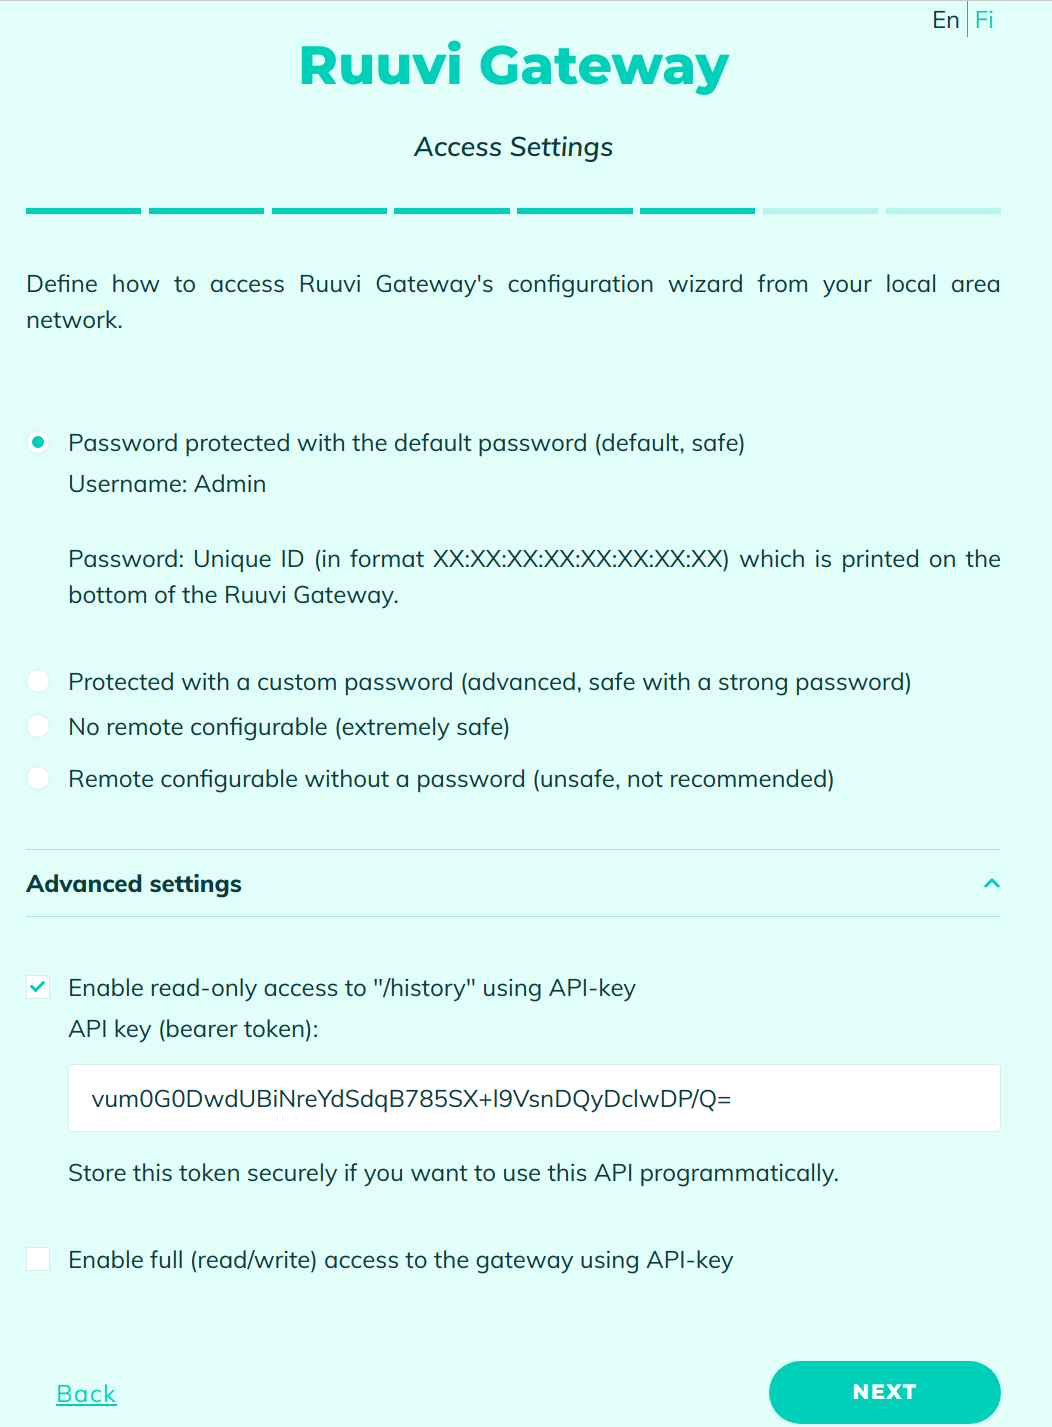 En Fi
Ruuvi Gateway
Access Settings
Define how to access Ruuvi Gateway's configuration wizard from your local area
network.
Password protected with the default password (default, safe)
Username: Admin
Password: Unique ID (in format XX:XX:XX:XX:XX:XX:XX:XX) which is printed on the
bottom of the Ruuvi Gateway.
Protected with a custom password (advanced, safe with a strong password)
No remote configurable (extremely safe)
Remote configurable without a password (unsafe, not recommended)
Advanced settings
Enable read-only access to "/history" using API-key
API key (bearer token):
vum0G0DwdUBiNreYdSdqB785SX+l9VsnDQyDclwDP/Q=
Store this token securely if you want to use this API programmatically.
Enable full (read/write) access to the gateway using API-key
Back
NEXT